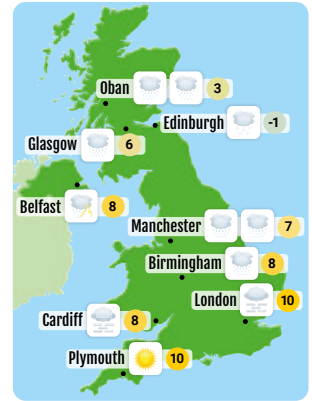 Oban 3
Edinburgh -1
Glasgow 6
Belfast 8
Manchester 7
Birmingham 8
London 10
Cardiff 8
Plymouth 10